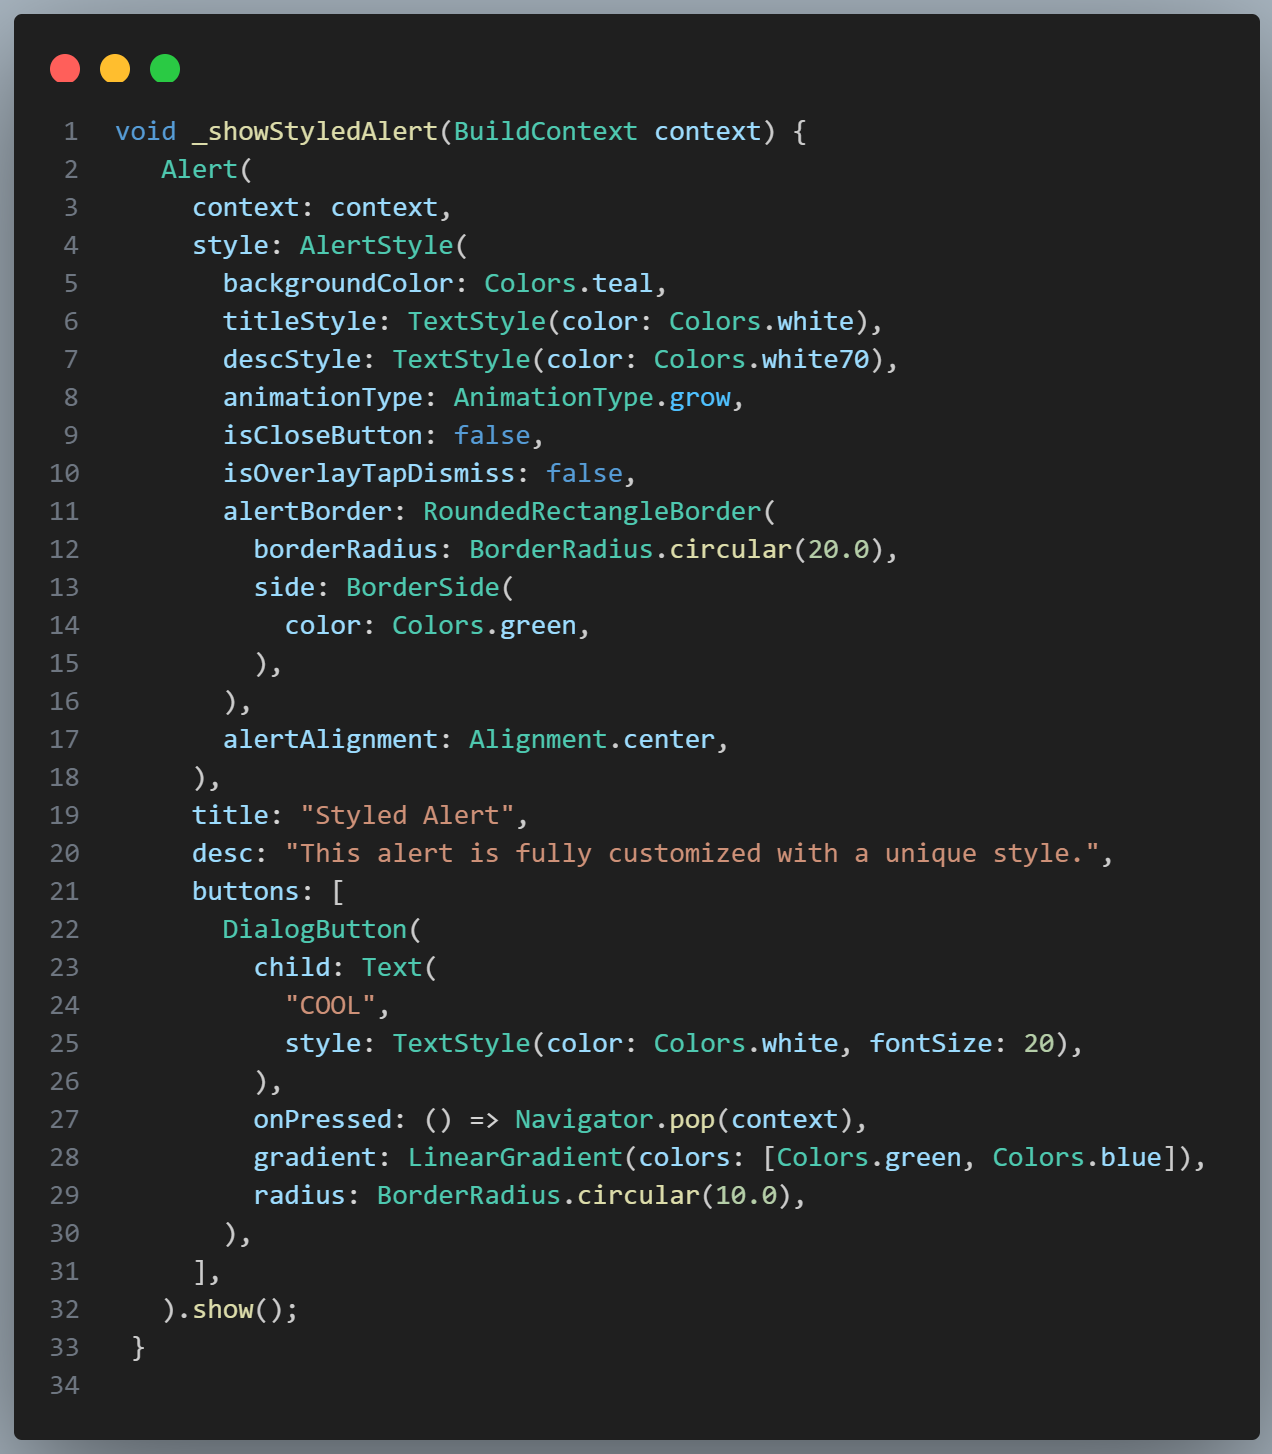 1 void _showStyledAlert(BuildContext context) {
2 Alert(
3 context: context,
4 style: AlertStyle(
5 backgroundColor: Colors.teal,
6 titleStyle: TextStyle(color: Colors.white),
7 descStyle: TextStyle(color: Colors.white70),
8 animationType: AnimationType.grow,
9 isCloseButton: false,
10 isOverlayTapDismiss: false,
11 alertBorder: RoundedRectangleBorder(
12 borderRadius: BorderRadius.circular(20.0),
13 side: BorderSide(
14 color: Colors.green,
15 ),
16 ),
17 alertAlignment: Alignment.center,
18 ),
19 title: "Styled Alert",
20 desc: "This alert is fully customized with a unique style.",
21 buttons: [
22 DialogButton(
23 child: Text(
24 "COOL",
25 style: TextStyle(color: Colors.white, fontSize: 20),
26 ),
27 onPressed: () => Navigator.pop(context),
28 gradient: LinearGradient(colors: [Colors.green, Colors.blue]),
29 radius: BorderRadius.circular(10.0),
30 ),
31 ],
32 ).show();
33 }
34